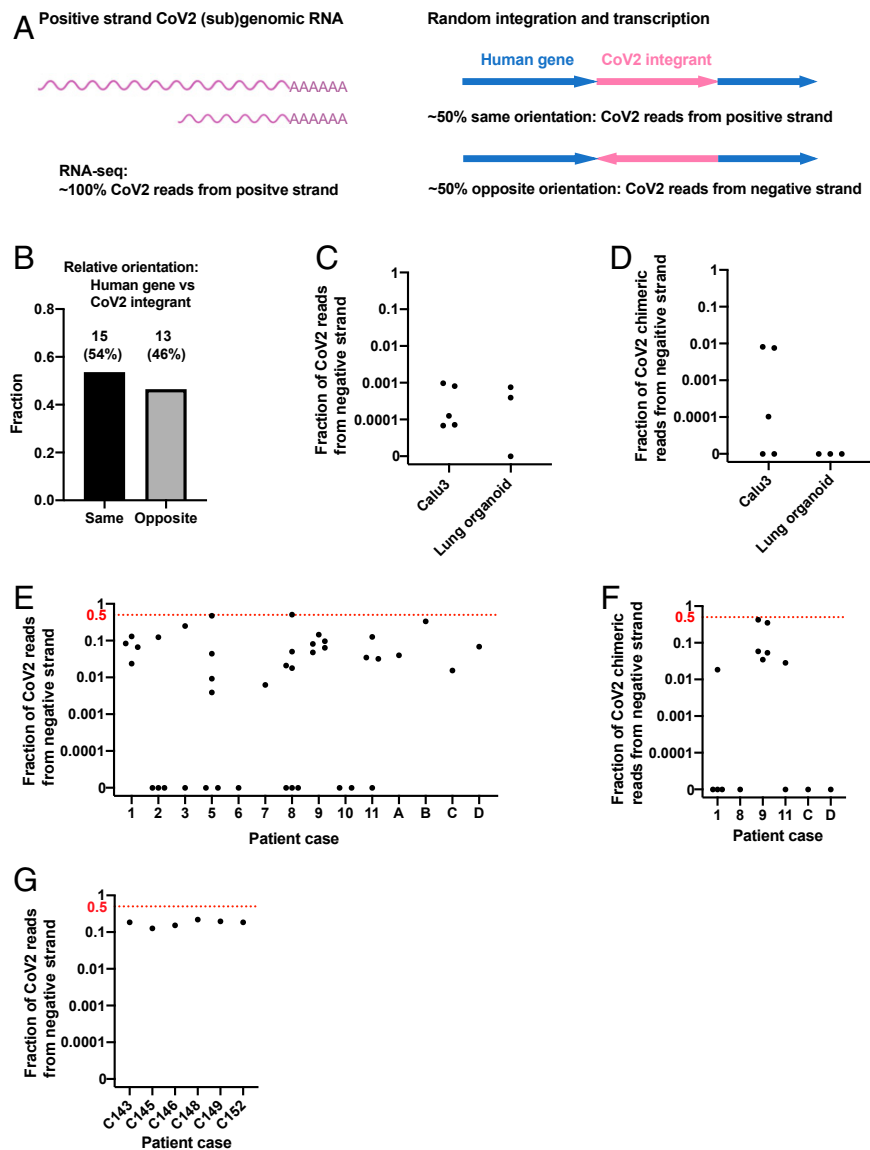 A
Positive strand CoV2 (sub)genomic RNA
AAAAAA
AAAAAA
RNA-seq:
~100% CoV2 reads from positve strand
Random integration and transcription
Human gene
CoV2 integrant
~50% same orientation: CoV2 reads from positive strand
~50% opposite orientation: CoV2 reads from negative strand
B
Relative orientation:
Human gene vs
CoV2 integrant
Fraction
0.8
0.6
0.4
0.2
0.0
15
(54%)
13
(46%)
Same
Opposite
C
Fraction of CoV2 reads
from negative strand
1
0.1
0.01
0.001
0.0001
0
Calu3
Lung organoid
D
Fraction of CoV2 chimeric
reads from negaitive strand
1
0.1
0.01
0.001
0.0001
0
Calu3
Lung organoid
E
Fraction of CoV2 reads
from negative strand
1
0.5
0.1
0.01
0.001
0.0001
0
1 2 3 5 6 7 8 9 10 11 A B C D
Patient case
F
Fraction of CoV2 chimeric
reads from negative strand
1
0.5
0.1
0.01
0.001
0.0001
0
1 8 9 11 C D
Patient case
G
Fraction of CoV2 reads
from negative strand
1
0.5
0.1
0.01
0.001
0.0001
0
C143 C145 C146 C148 C149 C152
Patient case